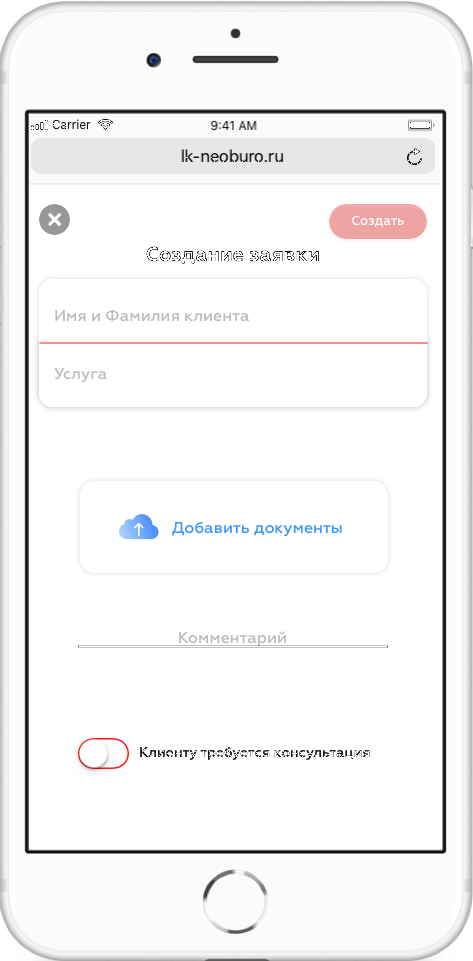 Carrier
9:41 AM
lk-neoburo.ru
Создать
Создание заявки
Имя и Фамилия клиента
Услуга
Добавить документы
Комментарий
Клиенту требуется консультация